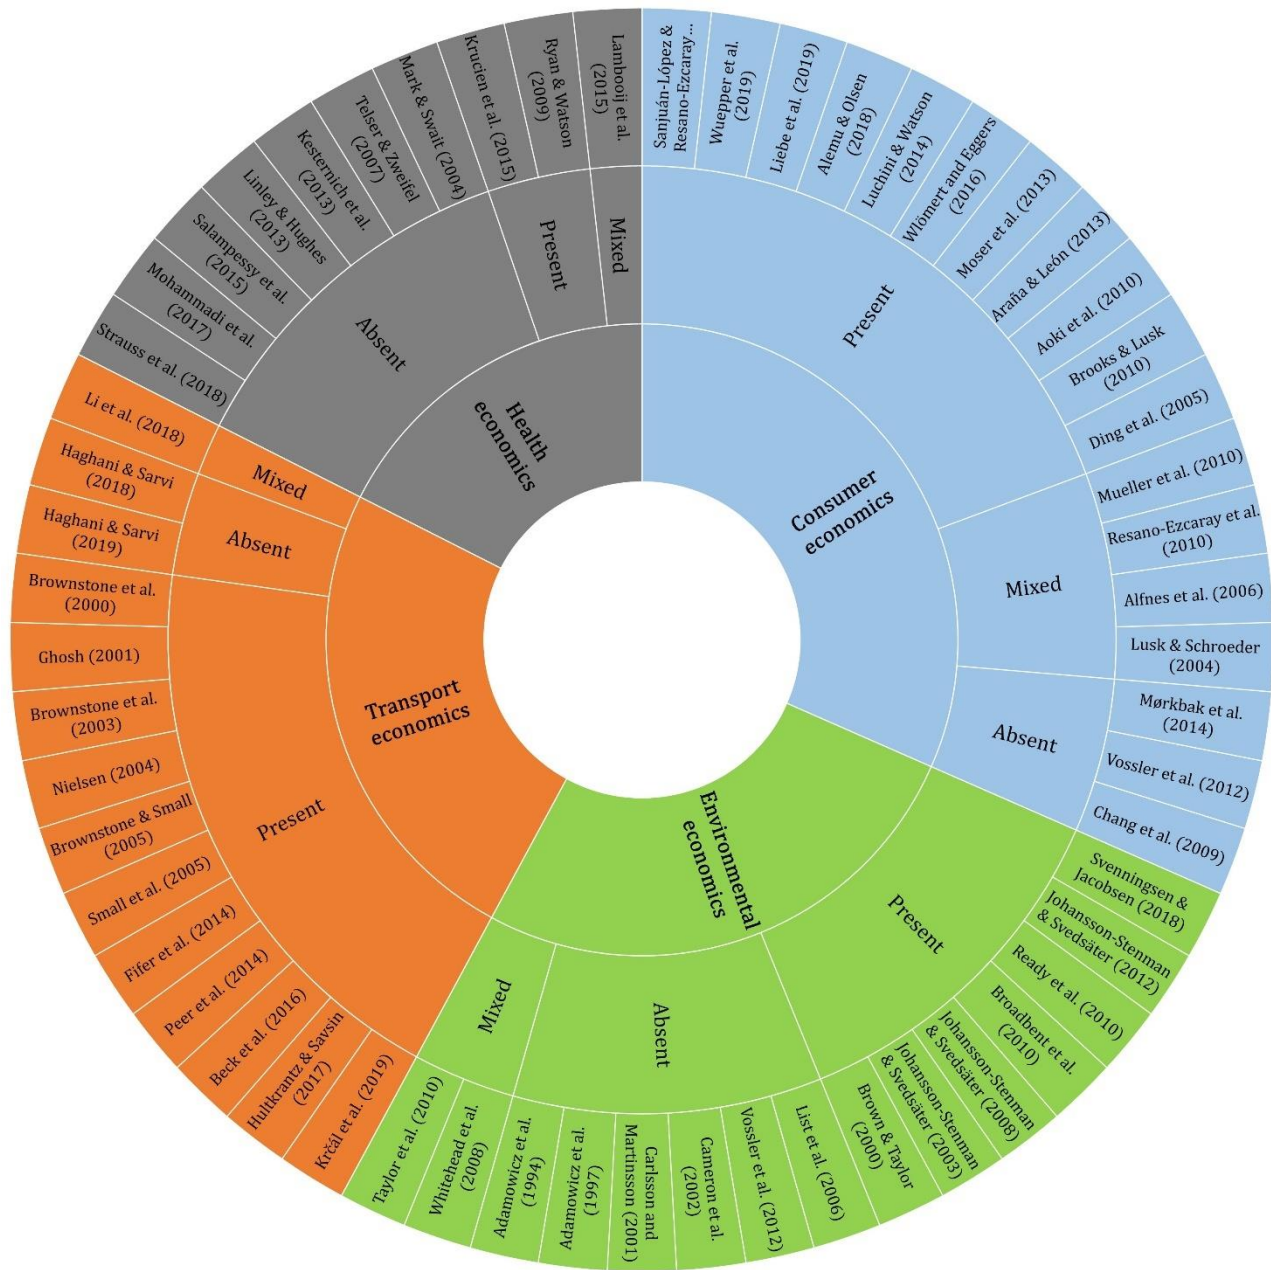 Consumer
economics
Present
Sanjuán-López &
Resano-Ezcaray...
Wuepper et al.
(2019)
Liebe et al. (2019)
Alemu & Olsen
(2018)
Luchini & Watson
(2014)
Wlömert and Eggers
(2016)
Moser et al. (2013)
Araña & León (2013)
Aoki et al. (2010)
Brooks & Lusk
(2010)
Ding et al. (2005)
Mixed
Mueller et al. (2010)
Resano-Ezcaray et al.
(2010)
Alfnes et al. (2006)
Lusk & Schroeder
(2004)
Absent
Mørkbak et al.
(2014)
Vossler et al. (2012)
Chang et al. (2009)
Environmental
economics
Present
Svenningsen &
Jacobsen (2018)
Johansson-Stenman
& Svedsäter (2012)
Ready et al. (2010)
Broadbent et al.
(2010)
Johansson-Stenman
& Svedsäter (2008)
Johansson-Stenman
& Svedsäter (2003)
Brown & Taylor
(2000)
Absent
List et al. (2006)
Vossler et al. (2012)
Cameron et al.
(2002)
Carlsson and
Martinsson (2001)
Adamowicz et al.
(1997)
Adamowicz et al.
(1994)
Mixed
Whitehead et al.
(2008)
Taylor et al. (2010)
Transport
economics
Present
Krčál et al. (2019)
Hultkrantz & Savsin
(2017)
Beck et al. (2016)
Peer et al. (2014)
Fifer et al. (2014)
Small et al. (2005)
Brownstone & Small
(2005)
Nielsen (2004)
Brownstone et al.
(2003)
Ghosh (2001)
Brownstone et al.
(2000)
Absent
Haghani & Sarvi
(2019)
Haghani & Sarvi
(2018)
Mixed
Li et al. (2018)
Health
economics
Absent
Strauss et al. (2018)
Mohammadi et al.
(2017)
Salampessy et al.
(2015)
Linley & Hughes
(2013)
Kesternich et al.
(2013)
Telser & Zweifel
(2007)
Mark & Swait (2004)
Present
Krucien et al. (2015)
Ryan & Watson
(2009)
Mixed
Lambooij et al.
(2015)